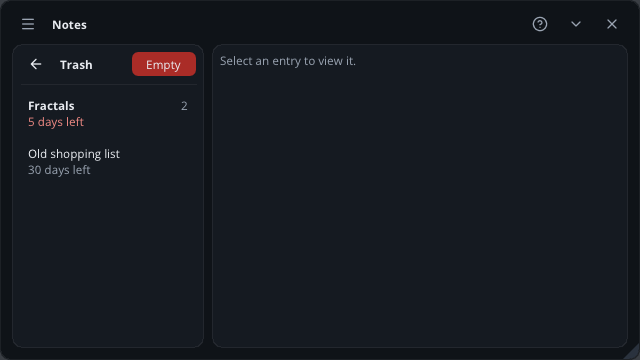 Notes
Trash
Empty
Fractals 2
5 days left
Old shopping list
30 days left
Select an entry to view it.